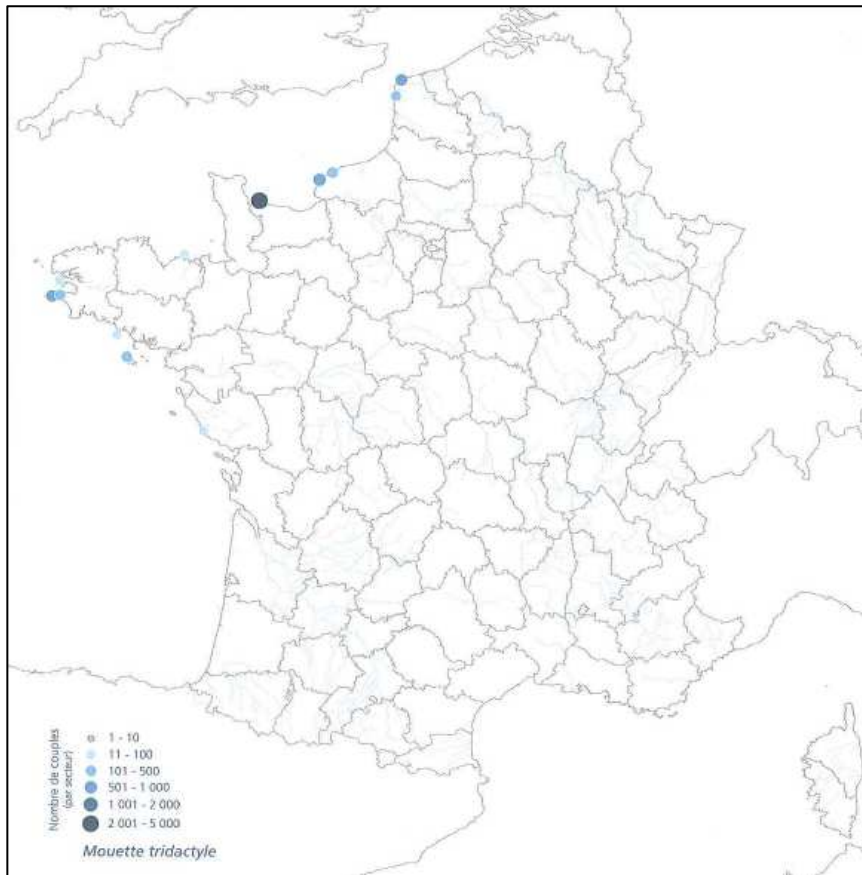 Nombre de couples
(par secteur)
1 - 10
11 - 100
101 - 500
501 - 1 000
1 001 - 2 000
2 001 - 5 000
Mouette tridactyle